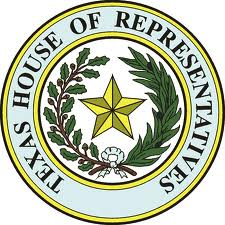 TEXAS HOUSE OF REPRESENTATIVES